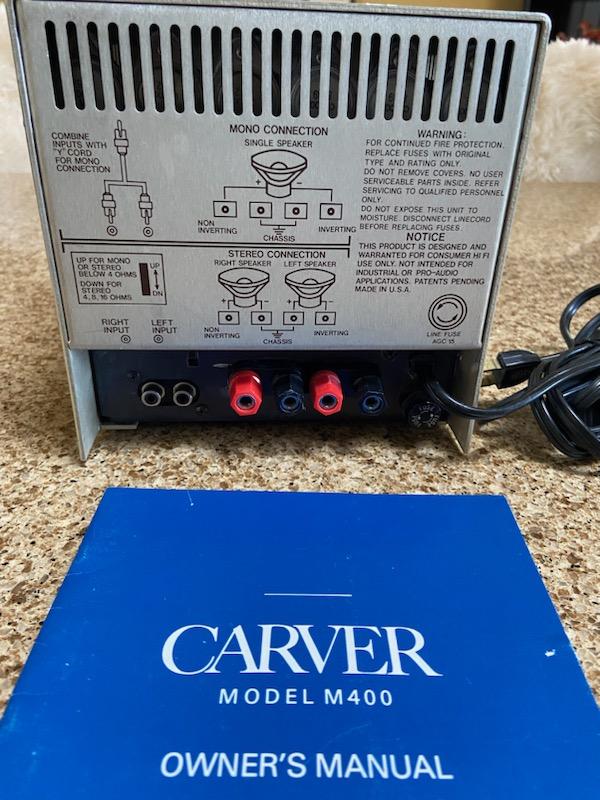 MONO CONNECTION
SINGLE SPEAKER
+ −
COMBINE
INPUTS WITH
"Y" CORD
FOR MONO
CONNECTION
NON
INVERTING
CHASSIS
INVERTING
WARNING:
FOR CONTINUED FIRE PROTECTION,
REPLACE FUSES WITH ORIGINAL
TYPE AND RATING ONLY.
DO NOT REMOVE COVERS. NO USER
SERVICEABLE PARTS INSIDE. REFER
SERVICING TO QUALIFIED PERSONNEL
ONLY.
DO NOT EXPOSE THIS UNIT TO
MOISTURE. DISCONNECT LINECORD
BEFORE REPLACING FUSES.
NOTICE
THIS PRODUCT IS DESIGNED AND
WARRANTED FOR CONSUMER HI FI
USE ONLY. NOT INTENDED FOR
INDUSTRIAL OR PRO-AUDIO
APPLICATIONS. PATENTS PENDING
MADE IN U.S.A.
UP FOR MONO
OR STEREO
BELOW 4 OHMS
DOWN FOR
STEREO
4, 8, 16 OHMS
UP
DN
STEREO CONNECTION
RIGHT SPEAKER LEFT SPEAKER
+ − + −
NON
INVERTING
CHASSIS
INVERTING
RIGHT
INPUT
LEFT
INPUT
LINE FUSE
AGC 15
FUSE
CARVER
MODEL M400
OWNER'S MANUAL